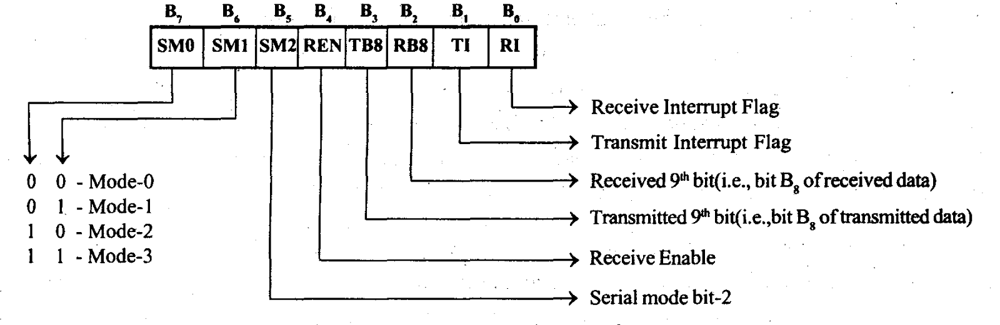 B₇ B₆ B₅ B₄ B₃ B₂ B₁ B₀
SM0 SM1 SM2 REN TB8 RB8 TI RI
Receive Interrupt Flag
Transmit Interrupt Flag
Received 9th bit(i.e., bit B₈ of received data)
Transmitted 9th bit(i.e.,bit B₈ of transmitted data)
Receive Enable
Serial mode bit-2
0 0 - Mode-0
0 1 - Mode-1
1 0 - Mode-2
1 1 - Mode-3